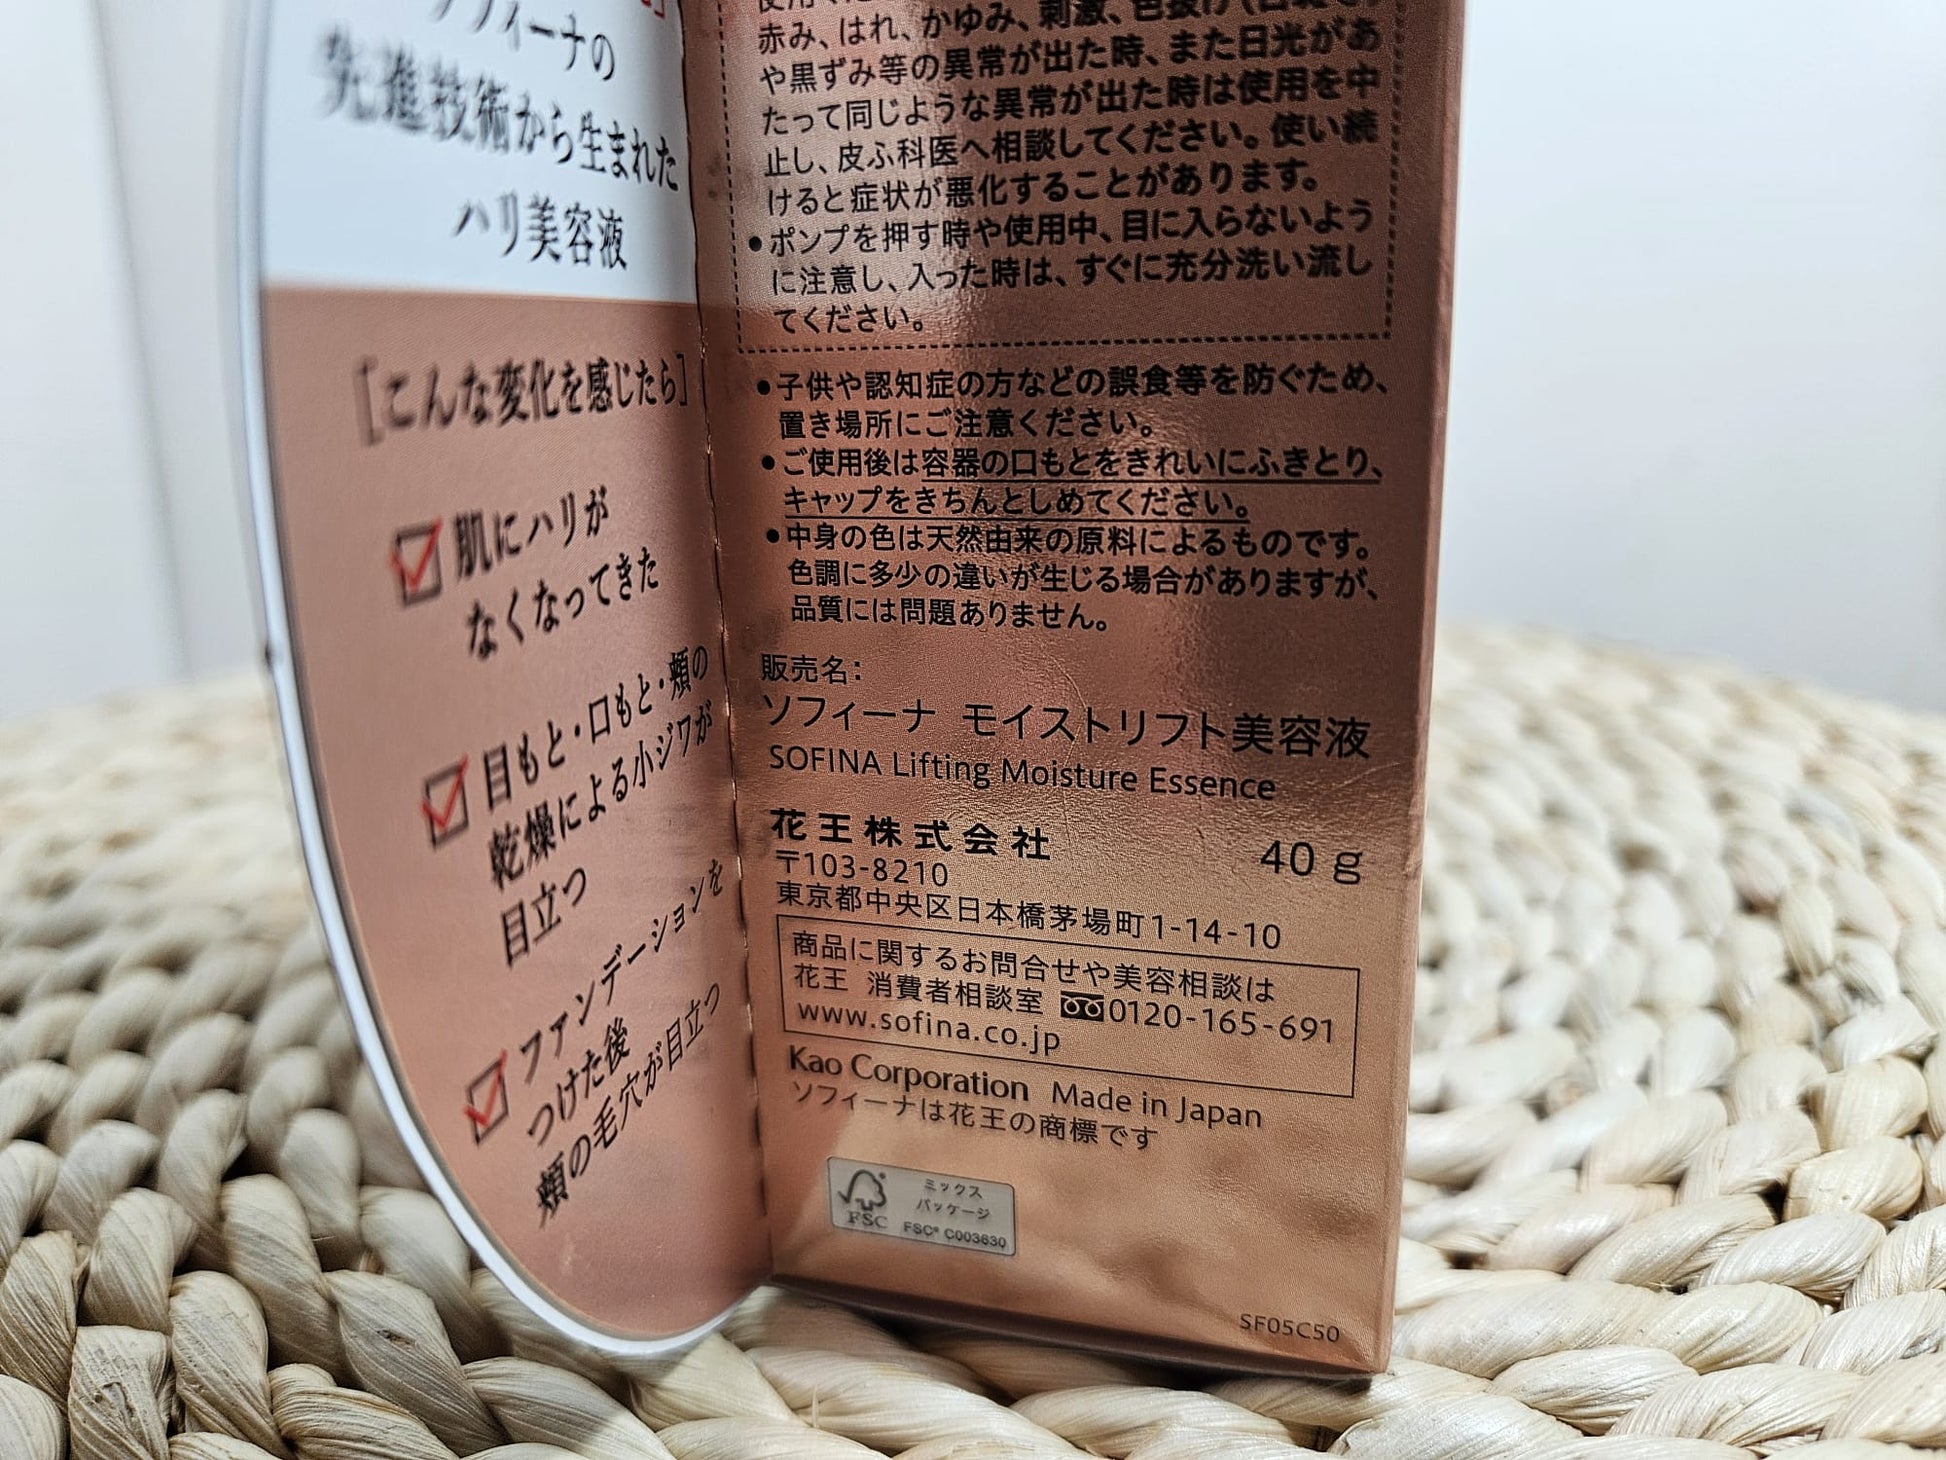 フィーナの
先進技術から生まれた
ハリ美容液
[こんな変化を感じたら]
肌にハリが
なくなってきた
目もと・口もと・頬の
乾燥による小ジワが
目立つ
ファンデーションを
つけた後
頬の毛穴が目立つ
赤み、はれ、かゆみ、刺激、色抜け(白斑等)
や黒ずみ等の異常が出た時、また日光があ
たって同じような異常が出た時は使用を中
止し、皮ふ科医へ相談してください。使い続
けると症状が悪化することがあります。
●ポンプを押す時や使用中、目に入らないよう
に注意し、入った時は、すぐに充分洗い流し
てください。
●子供や認知症の方などの誤食等を防ぐため、
置き場所にご注意ください。
●ご使用後は容器の口もとをきれいにふきとり、
キャップをきちんとしめてください。
●中身の色は天然由来の原料によるものです。
色調に多少の違いが生じる場合がありますが、
品質には問題ありません。
販売名:
ソフィーナ モイストリフト美容液
SOFINA Lifting Moisture Essence
花王株式会社
40 g
〒103-8210
東京都中央区日本橋茅場町1-14-10
商品に関するお問合せや美容相談は
花王 消費者相談室 0120-165-691
www.sofina.co.jp
Kao Corporation Made in Japan
ソフィーナは花王の商標です
FSC
ミックス
パッケージ
FSC® C003630
SF05C50